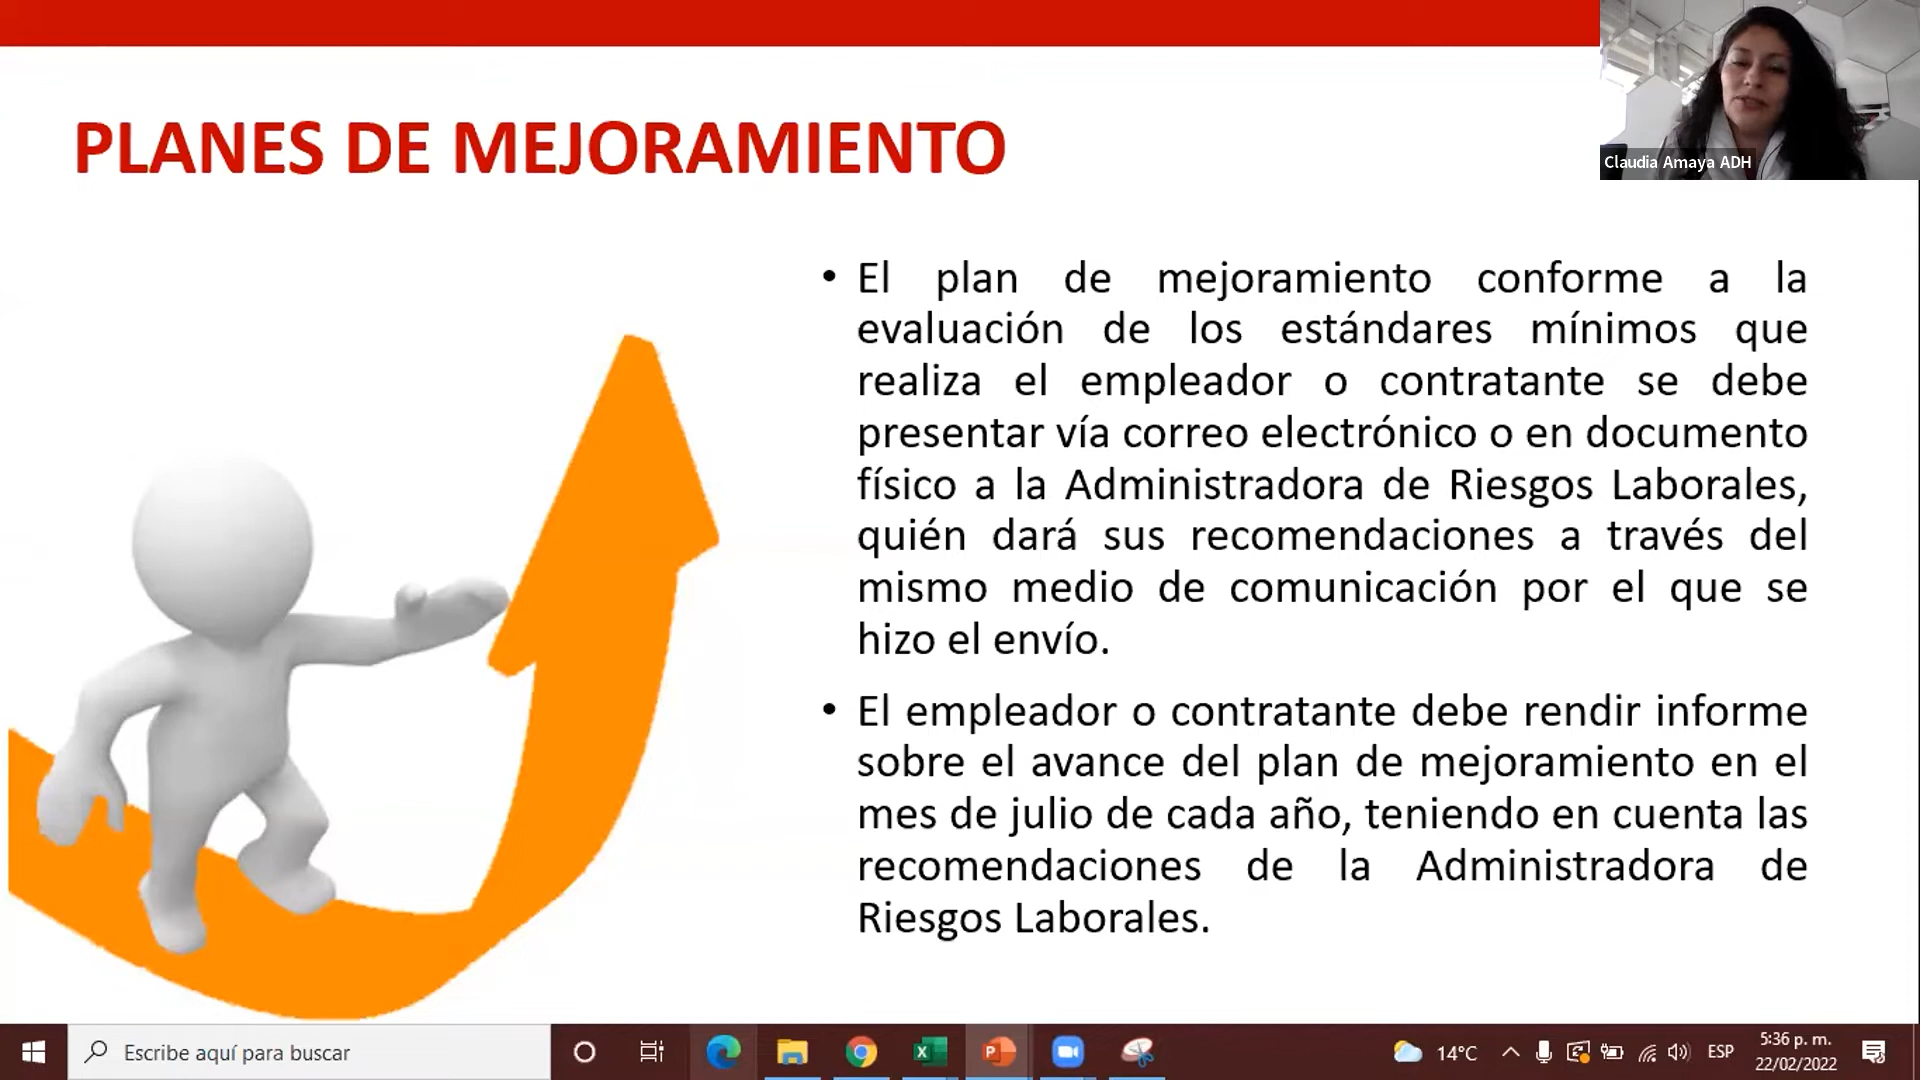 PLANES DE MEJORAMIENTO
Claudia Amaya ADH
• El plan de mejoramiento conforme a la
evaluación de los estándares mínimos que
realiza el empleador o contratante se debe
presentar vía correo electrónico o en documento
físico a la Administradora de Riesgos Laborales,
quién dará sus recomendaciones a través del
mismo medio de comunicación por el que se
hizo el envío.
• El empleador o contratante debe rendir informe
sobre el avance del plan de mejoramiento en el
mes de julio de cada año, teniendo en cuenta las
recomendaciones de la Administradora de
Riesgos Laborales.
Escribe aquí para buscar
14°C
ESP
5:36 p. m.
22/02/2022